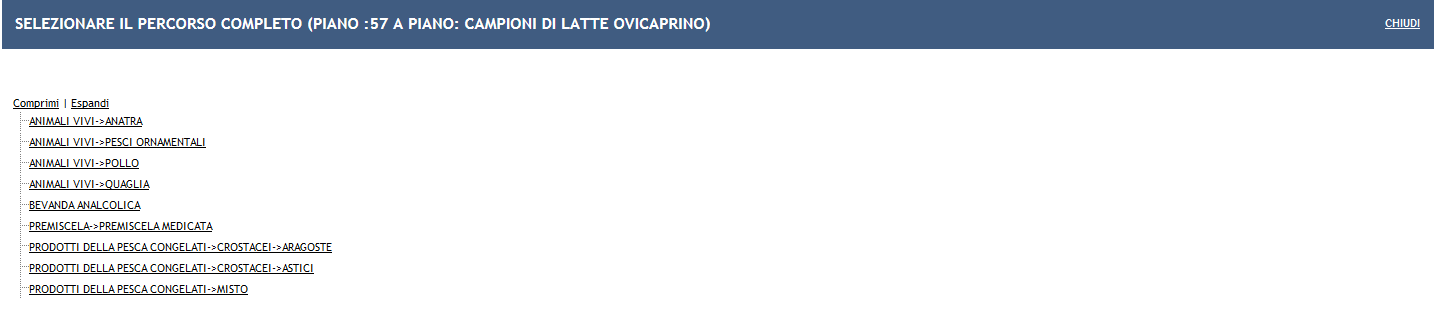 SELEZIONARE IL PERCORSO COMPLETO (PIANO :57 A PIANO: CAMPIONI DI LATTE OVICAPRINO) CHIUDI
Comprimi | Espandi
ANIMALI VIVI->ANATRA
ANIMALI VIVI->PESCI ORNAMENTALI
ANIMALI VIVI->POLLO
ANIMALI VIVI->QUAGLIA
BEVANDA ANALCOLICA
PREMISCELA->PREMISCELA MEDICATA
PRODOTTI DELLA PESCA CONGELATI->CROSTACEI->ARAGOSTE
PRODOTTI DELLA PESCA CONGELATI->CROSTACEI->ASTICI
PRODOTTI DELLA PESCA CONGELATI->MISTO